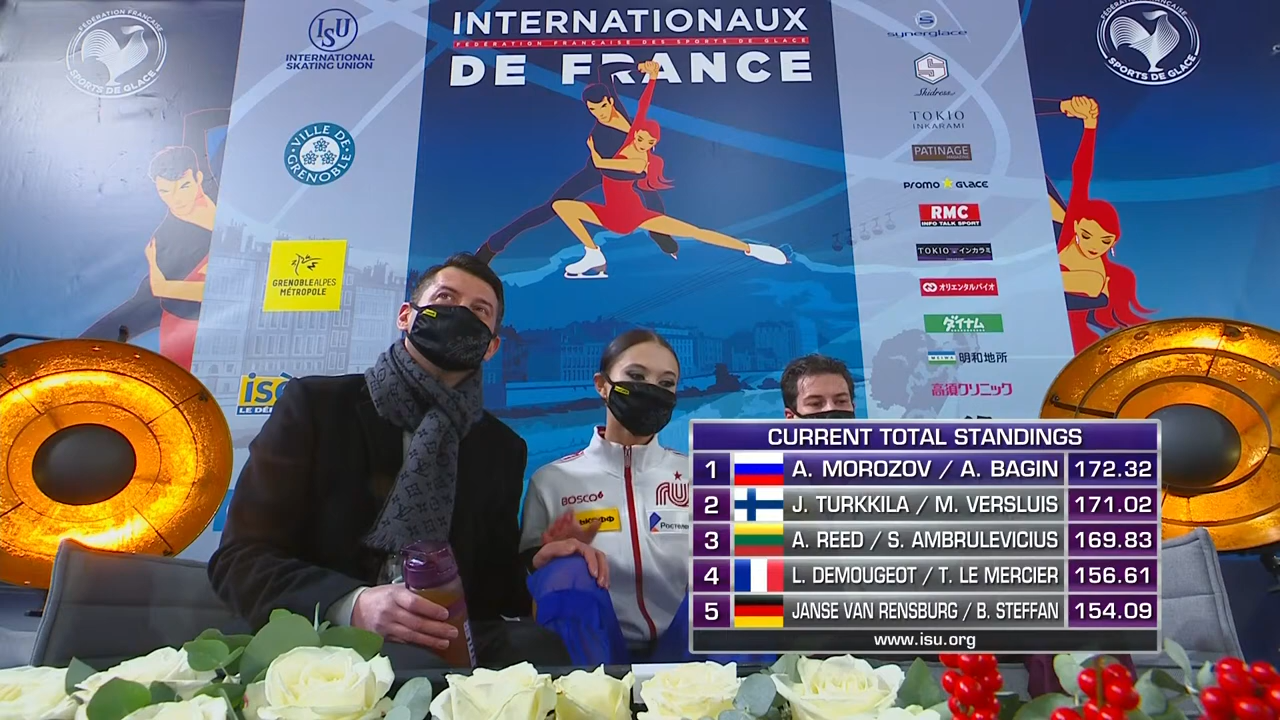 FÉDÉRATION FRANÇAISE
SPORTS DE GLACE
ISU
INTERNATIONAL
SKATING UNION
VILLE DE
GRENOBLE
GRENOBLEALPES
MÉTROPOLE
INTERNATIONAUX
FÉDÉRATION FRANÇAISE DES SPORTS DE GLACE
DE FRANCE
synerglace
Skidress
TOKIO
INKARAMI
PATINAGE
MAGAZINE
PROMO GLACE
RMC
INFO TALK SPORT
TOKIO インカラミ
オリエンタルバイオ
ダイナム
MEIWA 明和地所
高須クリニック
FÉDÉRATION FRANÇAISE
SPORTS DE GLACE
BOSCO
CURRENT TOTAL STANDINGS
1 A. MOROZOV / A. BAGIN 172.32
2 J. TURKKILA / M. VERSLUIS 171.02
3 A. REED / S. AMBRULEVICIUS 169.83
4 L. DEMOUGEOT / T. LE MERCIER 156.61
5 JANSE VAN RENSBURG / B. STEFFAN 154.09
www.isu.org